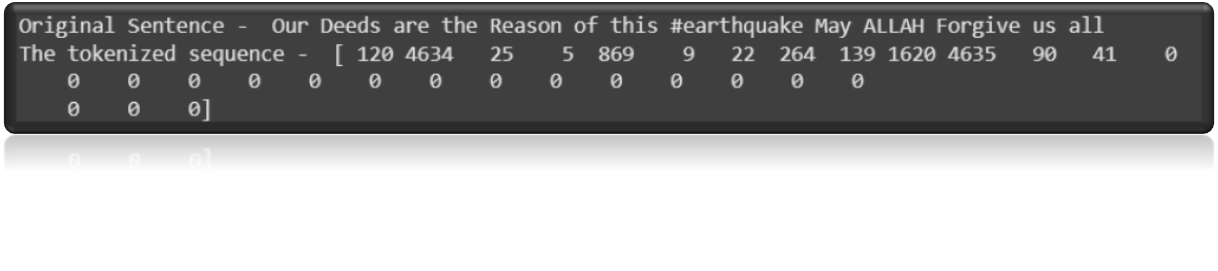 Original Sentence - Our Deeds are the Reason of this #earthquake May ALLAH Forgive us all
The tokenized sequence - [ 120 4634 25 5 869 9 22 264 139 1620 4635 90 41 0
0 0 0 0 0 0 0 0 0 0 0 0 0 0
0 0 0]